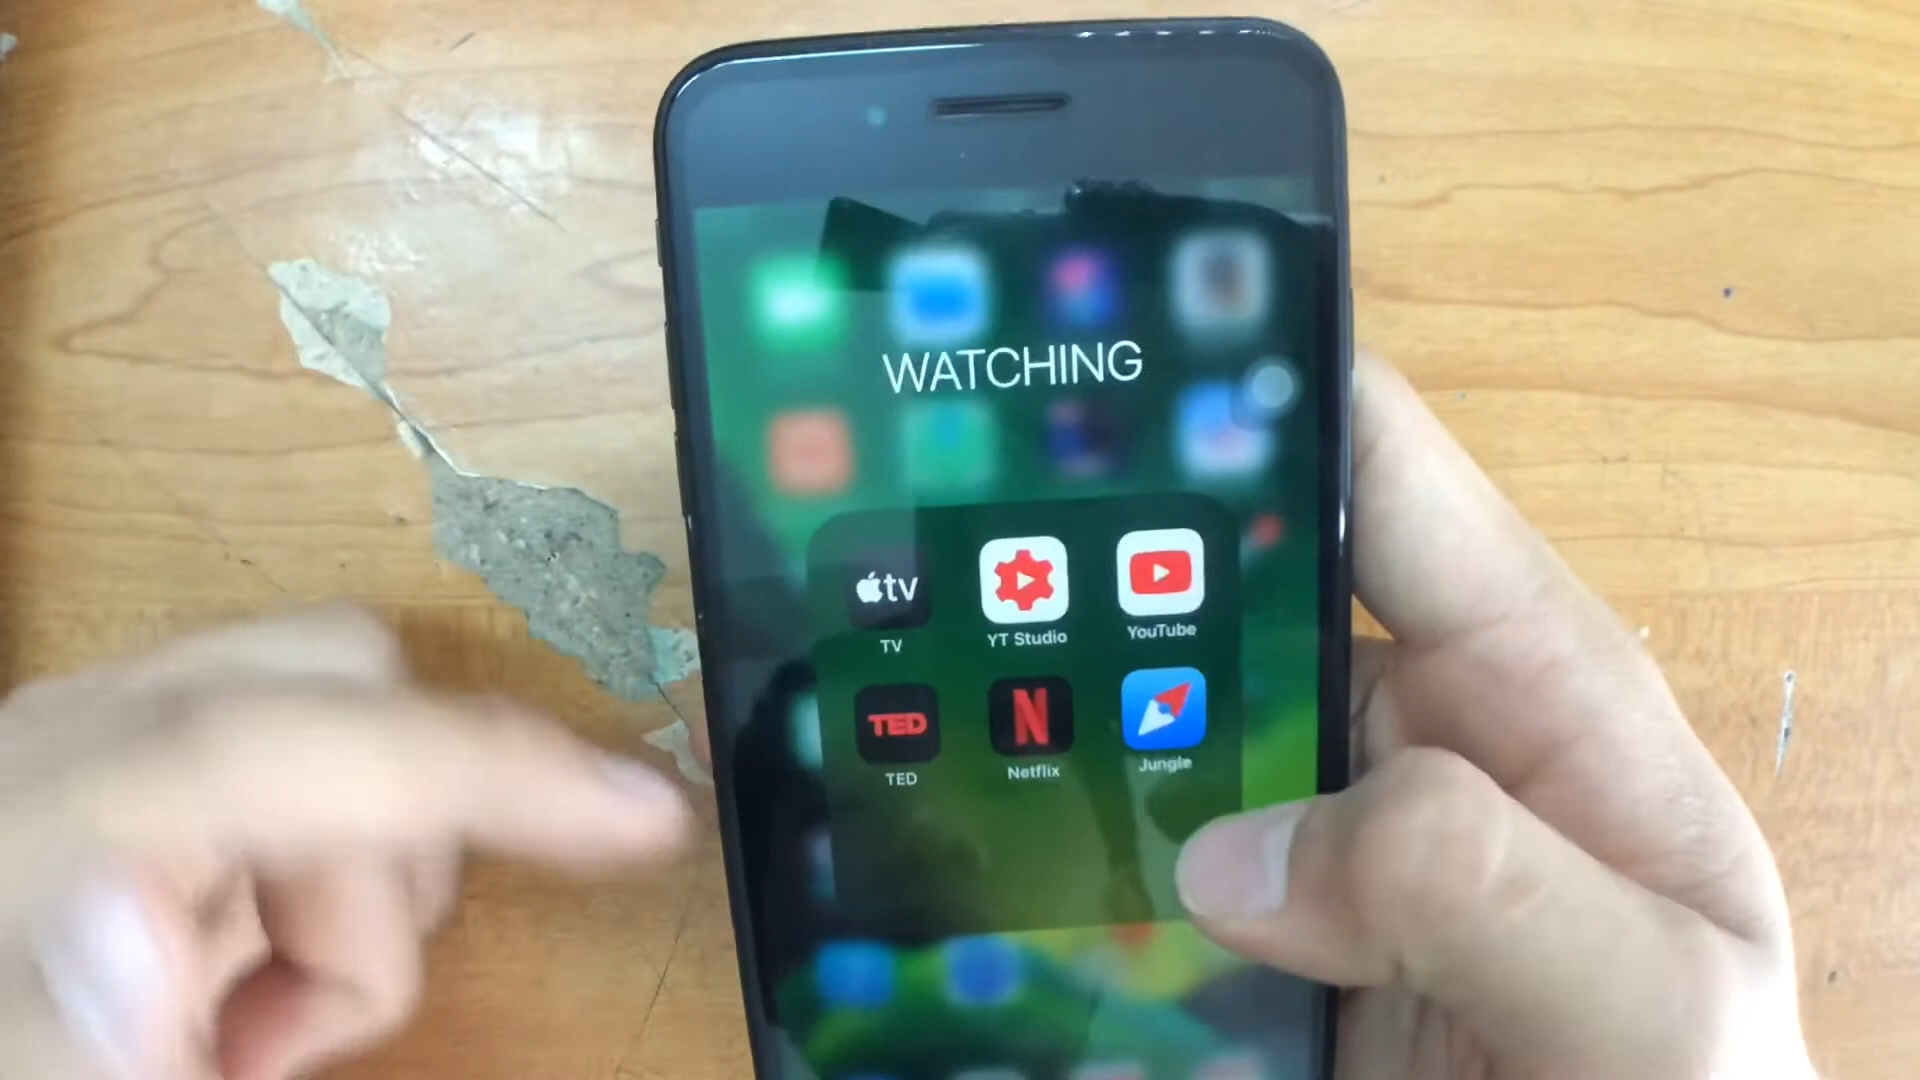 WATCHING
tv
TV
YT Studio
YouTube
TED
N
TED
Netflix
Jungle